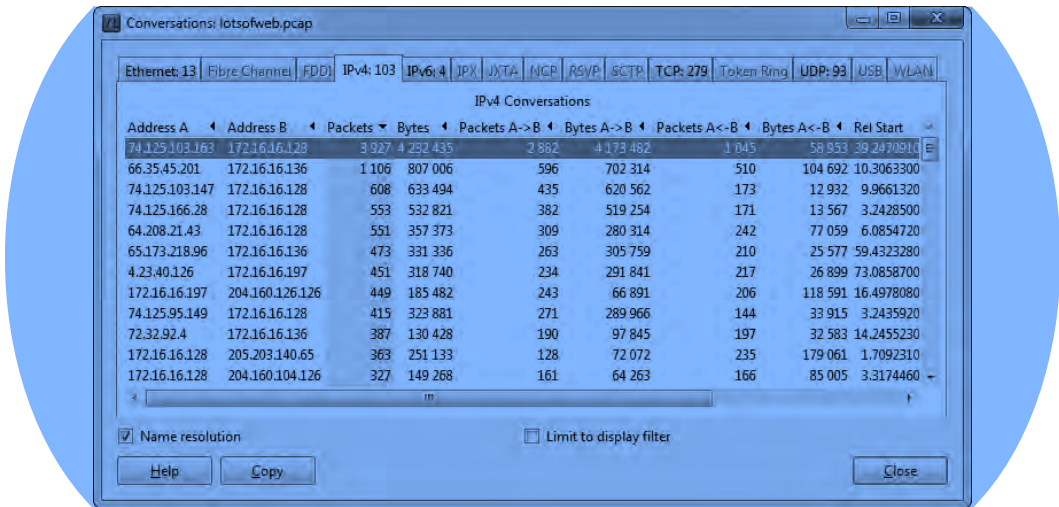 Conversations: lotsofweb.pcap
Ethernet: 13 Fibre Channel FDDI IPv4: 103 IPv6: 4 IPX JXTA NCP RSVP SCTP TCP: 279 Token Ring UDP: 93 USB WLAN
IPv4 Conversations
Address A Address B Packets Bytes Packets A->B Bytes A->B Packets A<-B Bytes A<-B Rel Start
74.125.103.163 172.16.16.128 3 927 4 232 435 2 882 4 173 482 1 045 58 953 39.2470910
66.35.45.201 172.16.16.136 1 106 807 006 596 702 314 510 104 692 10.3063300
74.125.103.147 172.16.16.128 608 633 494 435 620 562 173 12 932 9.9661320
74.125.166.28 172.16.16.128 553 532 821 382 519 254 171 13 567 3.2428500
64.208.21.43 172.16.16.128 551 357 373 309 280 314 242 77 059 6.0854720
65.173.218.96 172.16.16.136 473 331 336 263 305 759 210 25 577 59.4323280
4.23.40.126 172.16.16.197 451 318 740 234 291 841 217 26 899 73.0858700
172.16.16.197 204.160.126.126 449 185 482 243 66 891 206 118 591 16.4978080
74.125.95.149 172.16.16.128 415 323 881 271 289 966 144 33 915 3.2435920
72.32.92.4 172.16.16.136 387 130 428 190 97 845 197 32 583 14.2455230
172.16.16.128 205.203.140.65 363 251 133 128 72 072 235 179 061 1.7092310
172.16.16.128 204.160.104.126 327 149 268 161 64 263 166 85 005 3.3174460
Name resolution Limit to display filter
Help Copy Close